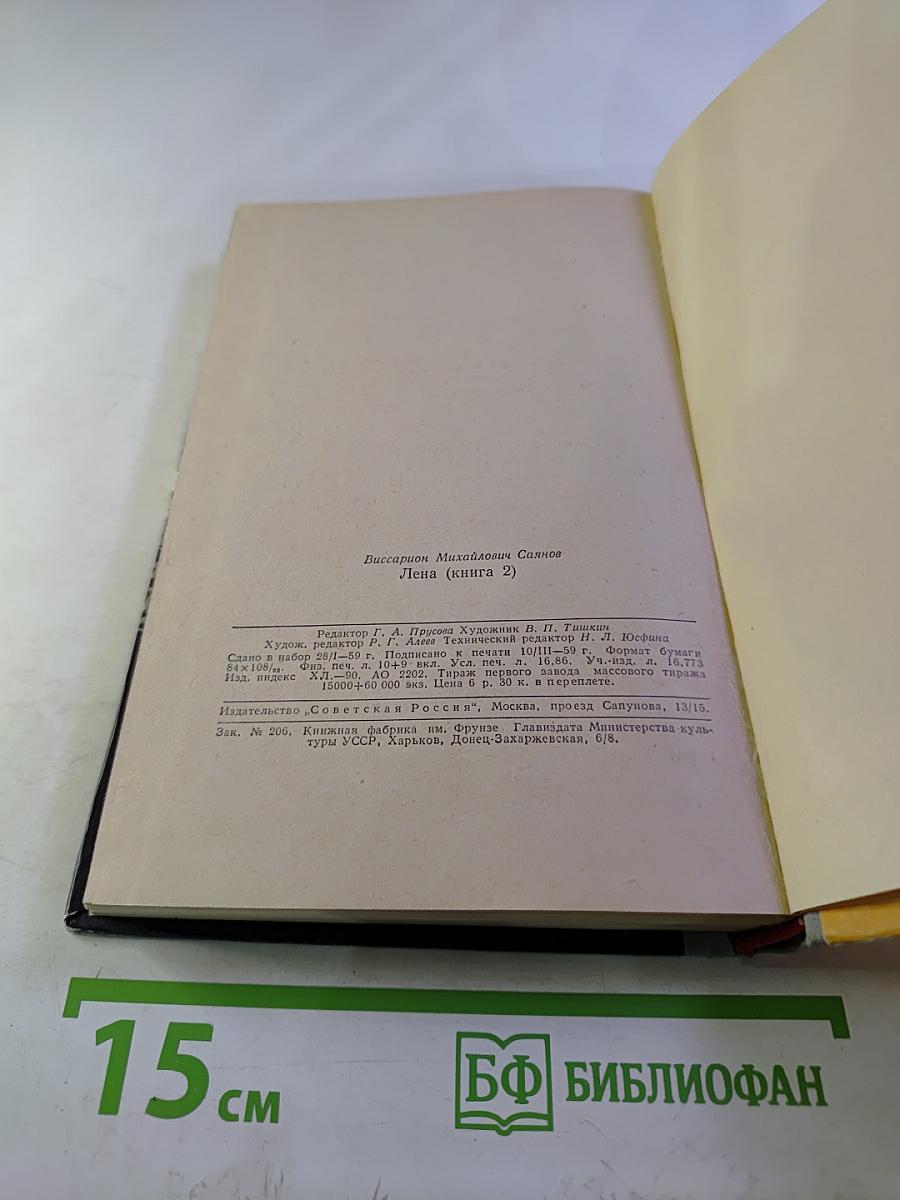 Виссарион Михайлович Саянов
Лена (книга 2)
Редактор Г. А. Прусова Художник В. П. Тишкин
Худож. редактор Р. Г. Алеев Технический редактор Н. Л. Юсфина
Сдано в набор 28/I—59 г. Подписано к печати 10/III—59 г. Формат бумаги
84×108/₃₂. Физ. печ. л. 10+9 вкл. Усл. печ. л. 16,86. Уч.-изд. л. 16,773
Изд. индекс ХЛ.—90. АО 2202. Тираж первого завода массового тиража
15000+60 000 экз. Цена 6 р. 30 к. в переплете.
Издательство „Советская Россия“, Москва, проезд Сапунова, 13/15.
Зак. № 206. Книжная фабрика им. Фрунзе Главиздата Министерства куль-
туры УССР, Харьков, Донец-Захаржевская, 6/8.
15 см
БФ БИБЛИОФАН